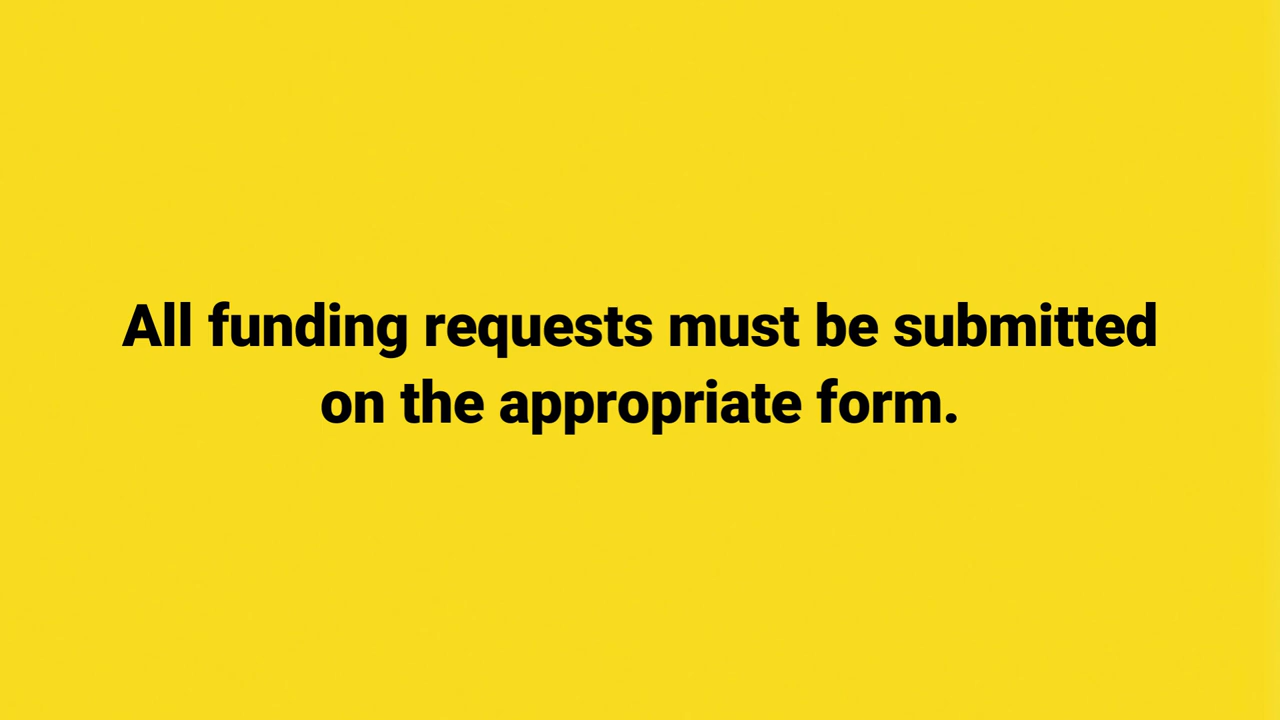 All funding requests must be submitted
on the appropriate form.